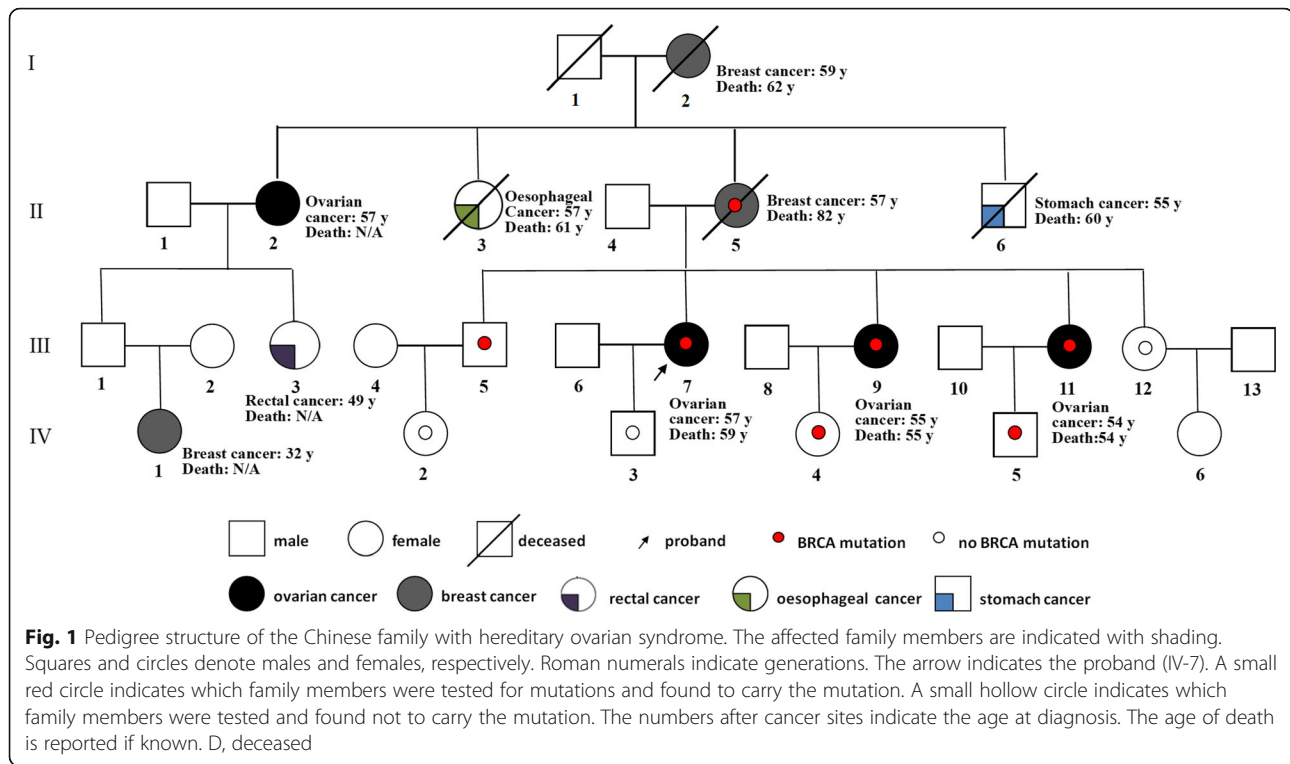 I
1
2
Breast cancer: 59 y
Death: 62 y
II
1
2
Ovarian
cancer: 57 y
Death: N/A
3
Oesophageal
Cancer: 57 y
Death: 61 y
4
5
Breast cancer: 57 y
Death: 82 y
6
Stomach cancer: 55 y
Death: 60 y
III
1
2
3
Rectal cancer: 49 y
Death: N/A
4
5
6
7
Ovarian
cancer: 57 y
Death: 59 y
8
9
Ovarian
cancer: 55 y
Death: 55 y
10
11
Ovarian
cancer: 54 y
Death:54 y
12
13
IV
1
Breast cancer: 32 y
Death: N/A
2
3
4
5
6
male
female
deceased
proband
BRCA mutation
no BRCA mutation
ovarian cancer
breast cancer
rectal cancer
oesophageal cancer
stomach cancer
Fig. 1 Pedigree structure of the Chinese family with hereditary ovarian syndrome. The affected family members are indicated with shading.
Squares and circles denote males and females, respectively. Roman numerals indicate generations. The arrow indicates the proband (IV-7). A small
red circle indicates which family members were tested for mutations and found to carry the mutation. A small hollow circle indicates which
family members were tested and found not to carry the mutation. The numbers after cancer sites indicate the age at diagnosis. The age of death
is reported if known. D, deceased